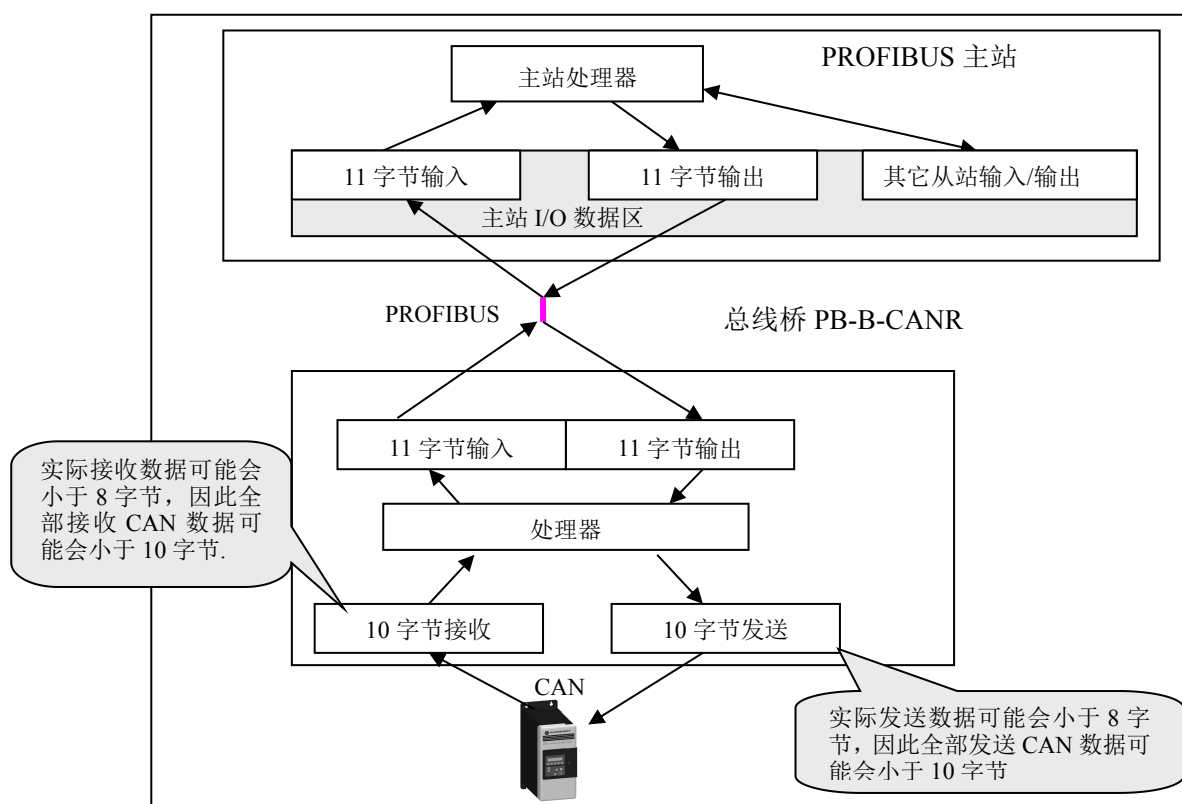 PROFIBUS 主站
主站处理器
11 字节输入
11 字节输出
其它从站输入/输出
主站 I/O 数据区
PROFIBUS
总线桥 PB-B-CANR
11 字节输入
11 字节输出
实际接收数据可能会
小于 8 字节，因此全
部接收 CAN 数据可
能会小于 10 字节.
处理器
10 字节接收
10 字节发送
CAN
实际发送数据可能会小于 8 字
节，因此全部发送 CAN 数据可
能会小于 10 字节